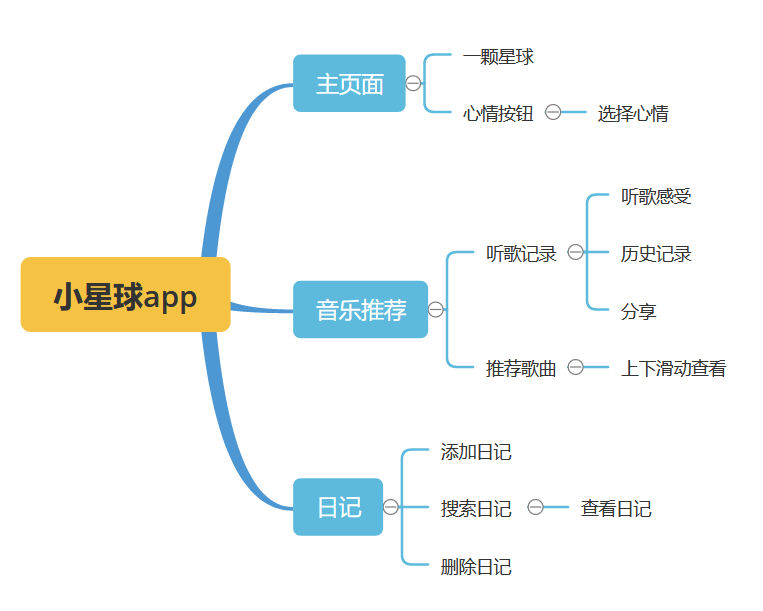 小星球app
主页面
一颗星球
心情按钮
选择心情
音乐推荐
听歌记录
听歌感受
历史记录
分享
推荐歌曲
上下滑动查看
日记
添加日记
搜索日记
查看日记
删除日记